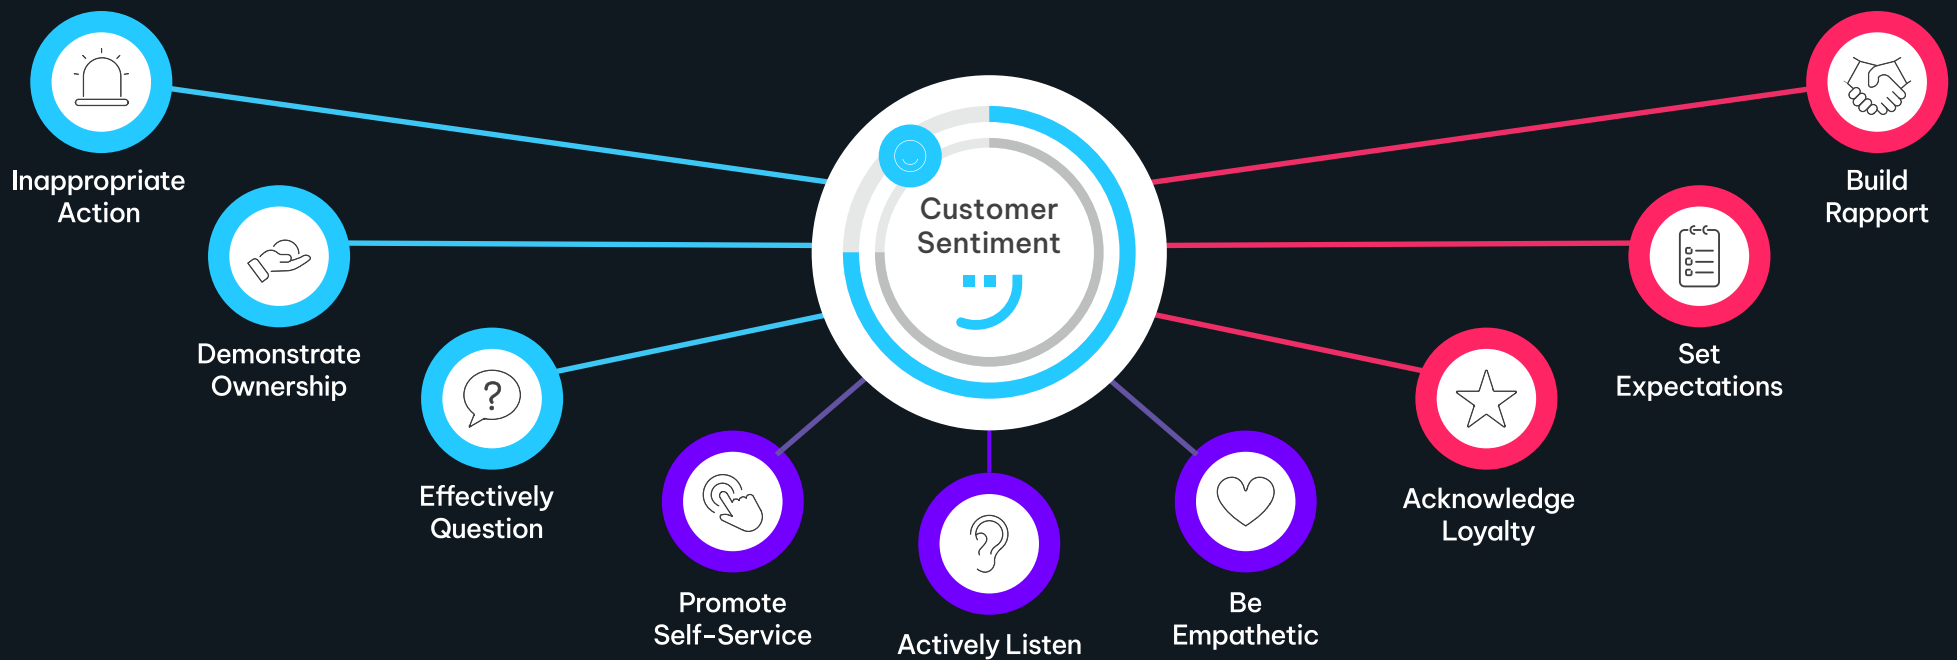 Inappropriate
Action
Demonstrate
Ownership
Effectively
Question
?
Promote
Self-Service
Actively Listen
Be
Empathetic
Acknowledge
Loyalty
Set
Expectations
Build
Rapport
Customer
Sentiment